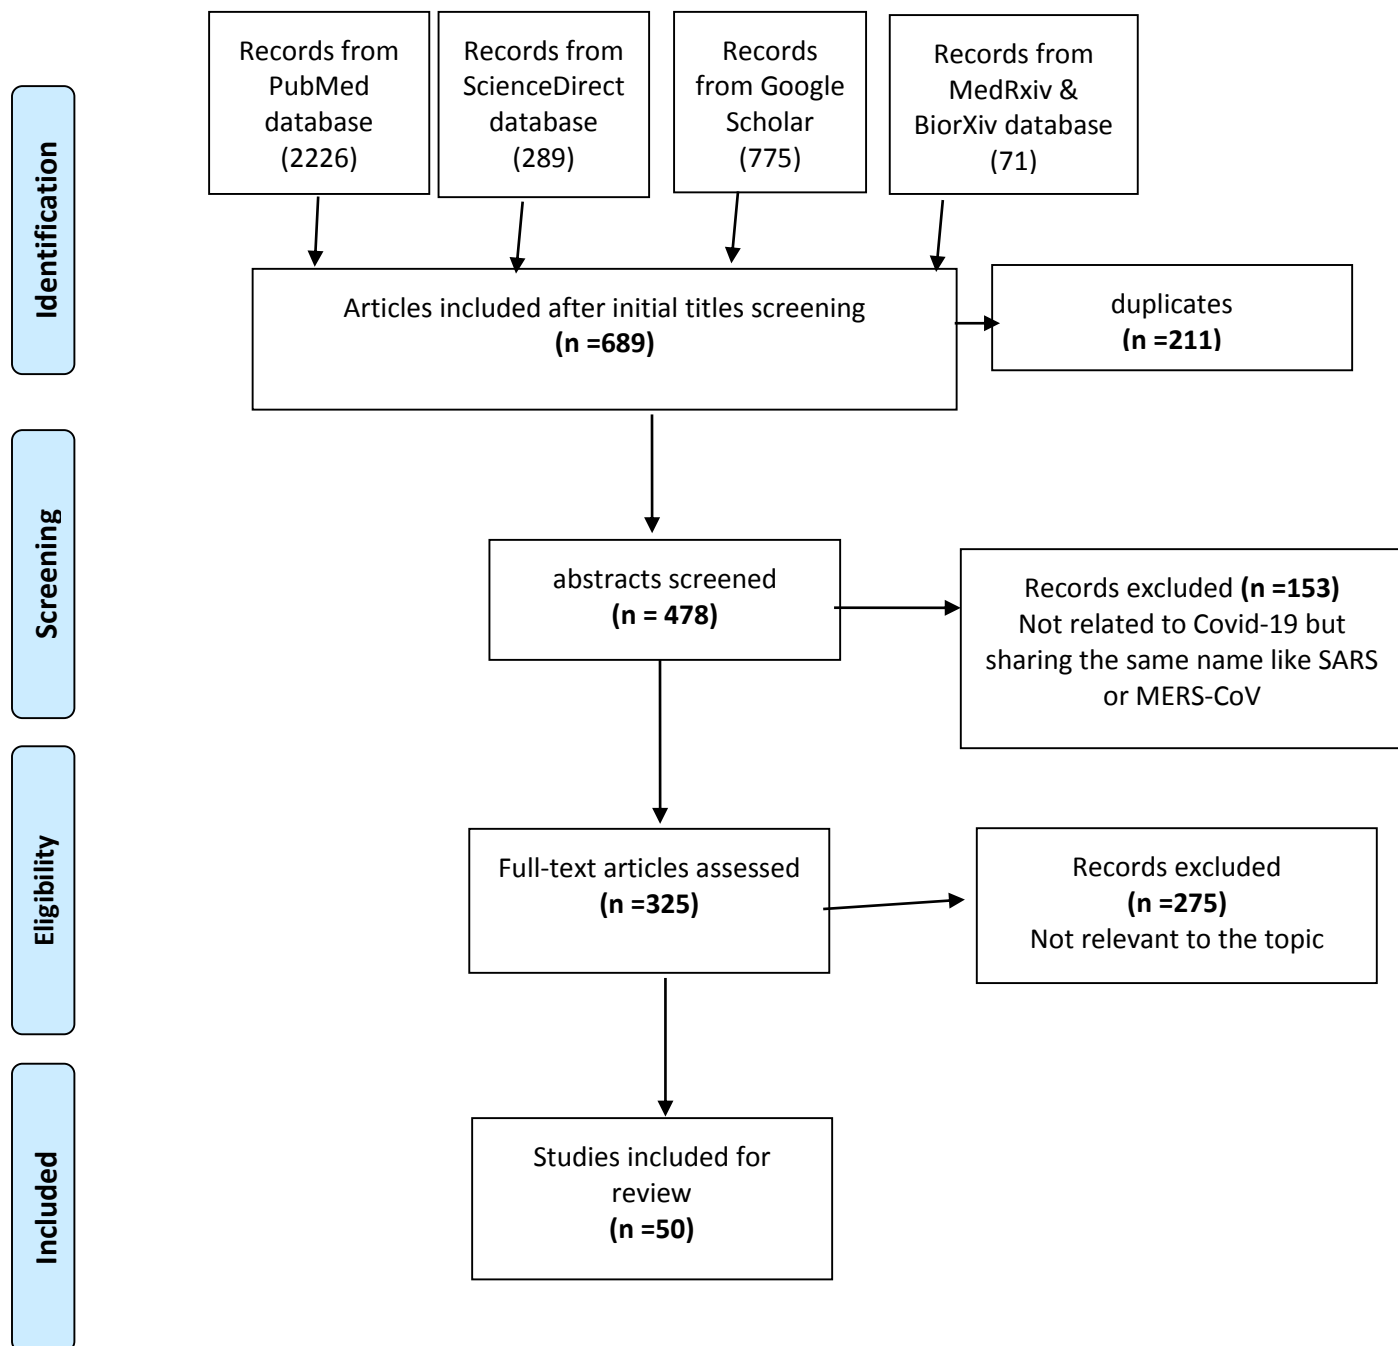 Records from
PubMed
database
(2226)
Records from
ScienceDirect
database
(289)
Records
from Google
Scholar
(775)
Records from
MedRxiv &
BiorXiv database
(71)
Identification
Articles included after initial titles screening
(n =689)
duplicates
(n =211)
Screening
abstracts screened
(n = 478)
Records excluded (n =153)
Not related to Covid-19 but
sharing the same name like SARS
or MERS-CoV
Eligibility
Full-text articles assessed
(n =325)
Records excluded
(n =275)
Not relevant to the topic
Included
Studies included for
review
(n =50)